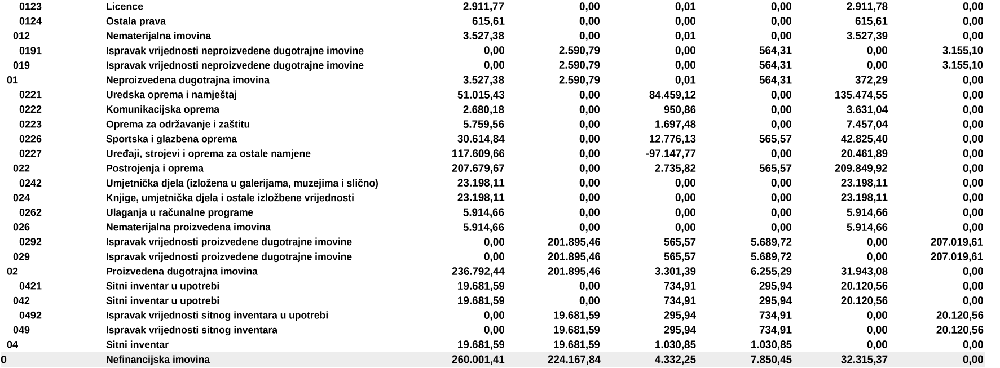 0123 Licence 2.911,77 0,00 0,01 0,00 2.911,78 0,00
0124 Ostala prava 615,61 0,00 0,00 0,00 615,61 0,00
012 Nematerijalna imovina 3.527,38 0,00 0,01 0,00 3.527,39 0,00
0191 Ispravak vrijednosti neproizvedene dugotrajne imovine 0,00 2.590,79 0,00 564,31 0,00 3.155,10
019 Ispravak vrijednosti neproizvedene dugotrajne imovine 0,00 2.590,79 0,00 564,31 0,00 3.155,10
01 Neproizvedena dugotrajna imovina 3.527,38 2.590,79 0,01 564,31 372,29 0,00
0221 Uredska oprema i namještaj 51.015,43 0,00 84.459,12 0,00 135.474,55 0,00
0222 Komunikacijska oprema 2.680,18 0,00 950,86 0,00 3.631,04 0,00
0223 Oprema za održavanje i zaštitu 5.759,56 0,00 1.697,48 0,00 7.457,04 0,00
0226 Sportska i glazbena oprema 30.614,84 0,00 12.776,13 565,57 42.825,40 0,00
0227 Uređaji, strojevi i oprema za ostale namjene 117.609,66 0,00 -97.147,77 0,00 20.461,89 0,00
022 Postrojenja i oprema 207.679,67 0,00 2.735,82 565,57 209.849,92 0,00
0242 Umjetnička djela (izložena u galerijama, muzejima i slično) 23.198,11 0,00 0,00 0,00 23.198,11 0,00
024 Knjige, umjetnička djela i ostale izložbene vrijednosti 23.198,11 0,00 0,00 0,00 23.198,11 0,00
0262 Ulaganja u računalne programe 5.914,66 0,00 0,00 0,00 5.914,66 0,00
026 Nematerijalna proizvedena imovina 5.914,66 0,00 0,00 0,00 5.914,66 0,00
0292 Ispravak vrijednosti proizvedene dugotrajne imovine 0,00 201.895,46 565,57 5.689,72 0,00 207.019,61
029 Ispravak vrijednosti proizvedene dugotrajne imovine 0,00 201.895,46 565,57 5.689,72 0,00 207.019,61
02 Proizvedena dugotrajna imovina 236.792,44 201.895,46 3.301,39 6.255,29 31.943,08 0,00
0421 Sitni inventar u upotrebi 19.681,59 0,00 734,91 295,94 20.120,56 0,00
042 Sitni inventar u upotrebi 19.681,59 0,00 734,91 295,94 20.120,56 0,00
0492 Ispravak vrijednosti sitnog inventara u upotrebi 0,00 19.681,59 295,94 734,91 0,00 20.120,56
049 Ispravak vrijednosti sitnog inventara 0,00 19.681,59 295,94 734,91 0,00 20.120,56
04 Sitni inventar 19.681,59 19.681,59 1.030,85 1.030,85 0,00 0,00
0 Nefinancijska imovina 260.001,41 224.167,84 4.332,25 7.850,45 32.315,37 0,00